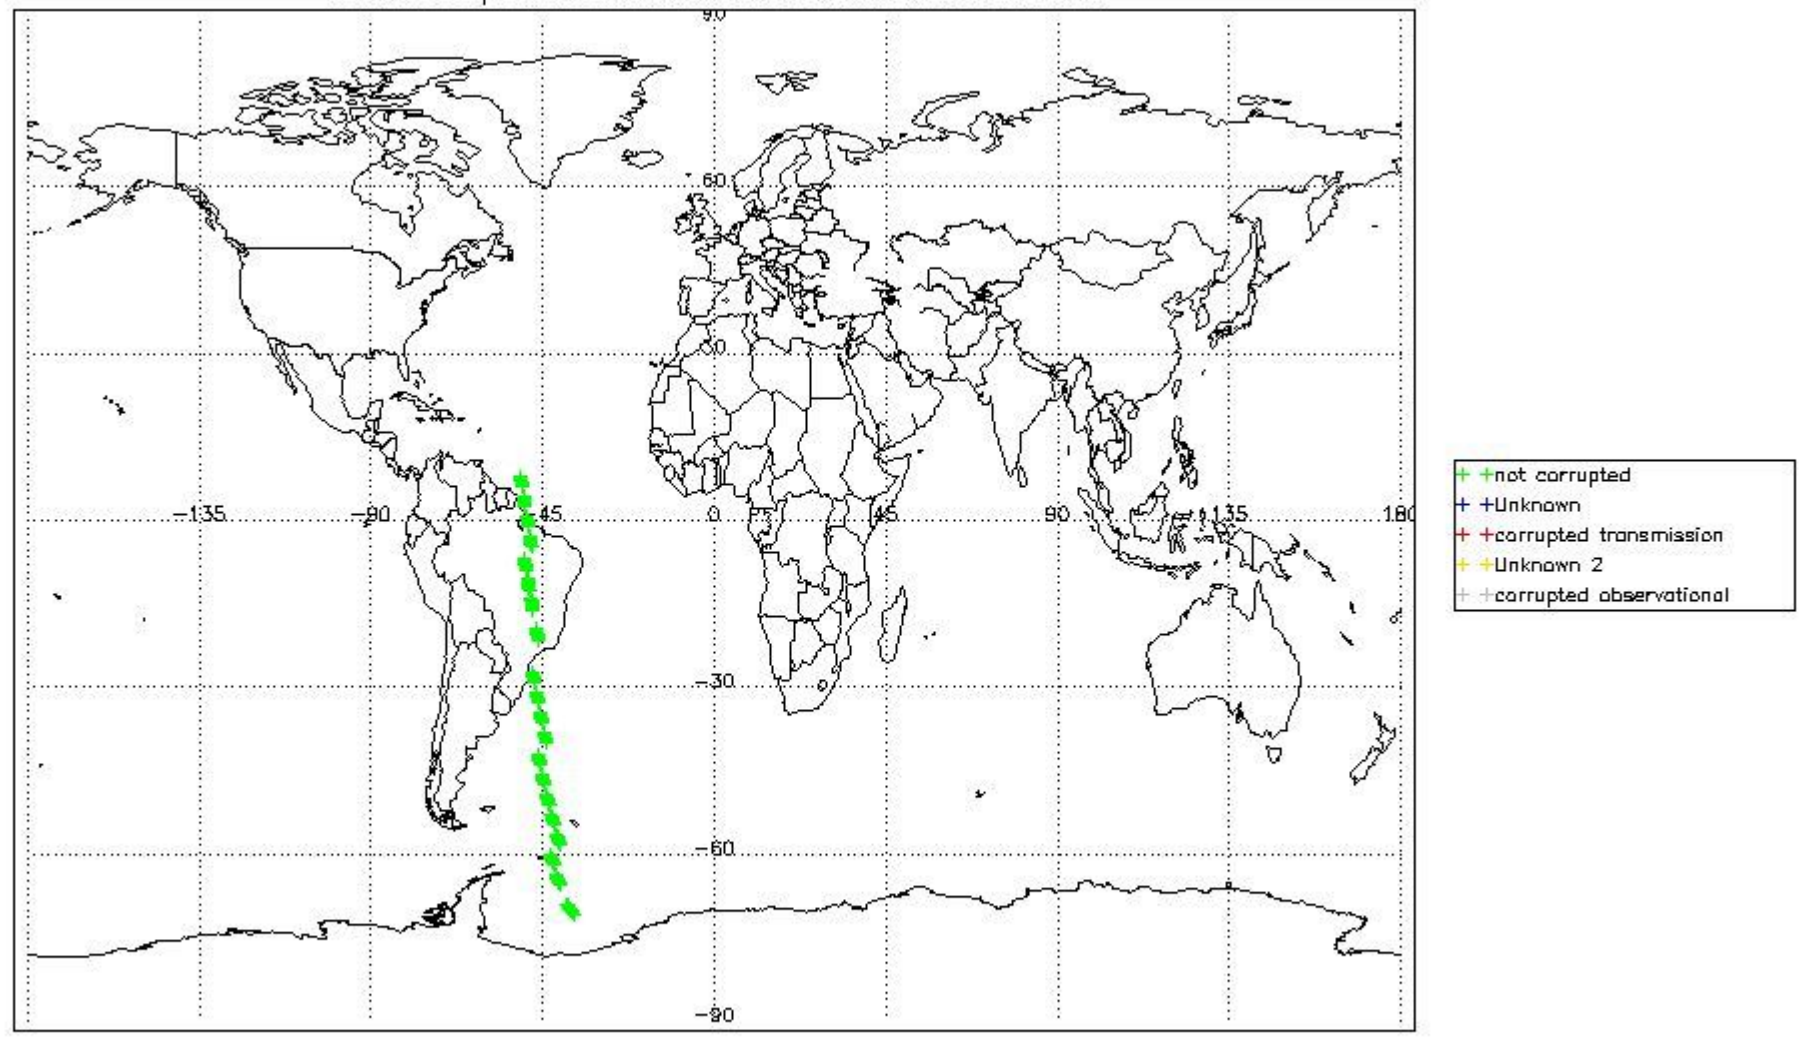 90
60
30
-135 -90 -45 0 45 90 135 180
-30
-60
-90
not corrupted
Unknown
corrupted transmission
Unknown 2
corrupted observational